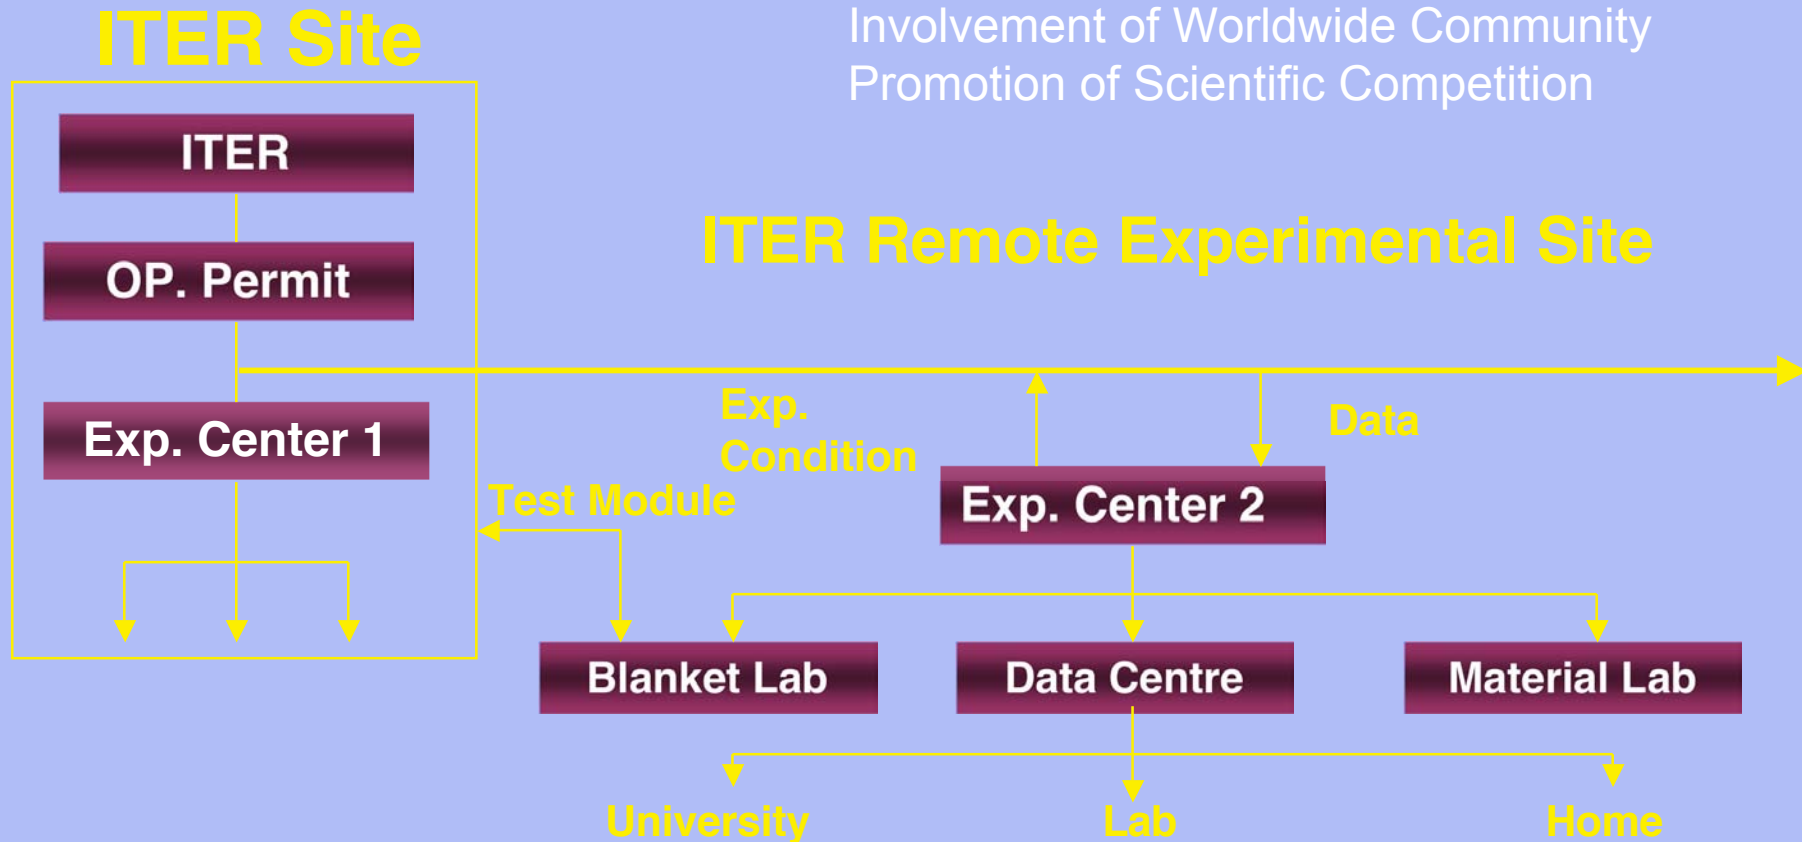 ITER Site
Involvement of Worldwide Community
Promotion of Scientific Competition
ITER
ITER Remote Experimental Site
OP. Permit
Exp. Center 1
Exp.
Condition
Data
Test Module
Exp. Center 2
Blanket Lab
Data Centre
Material Lab
University
Lab
Home